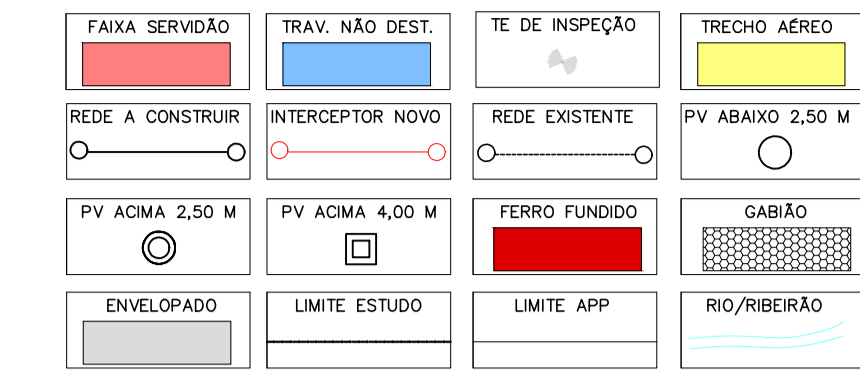 FAIXA SERVIDÃO
TRAV. NÃO DEST.
TE DE INSPEÇÃO
TRECHO AÉREO
REDE A CONSTRUIR
INTERCEPTOR NOVO
REDE EXISTENTE
PV ABAIXO 2,50 M
PV ACIMA 2,50 M
PV ACIMA 4,00 M
FERRO FUNDIDO
GABIÃO
ENVELOPADO
LIMITE ESTUDO
LIMITE APP
RIO/RIBEIRÃO